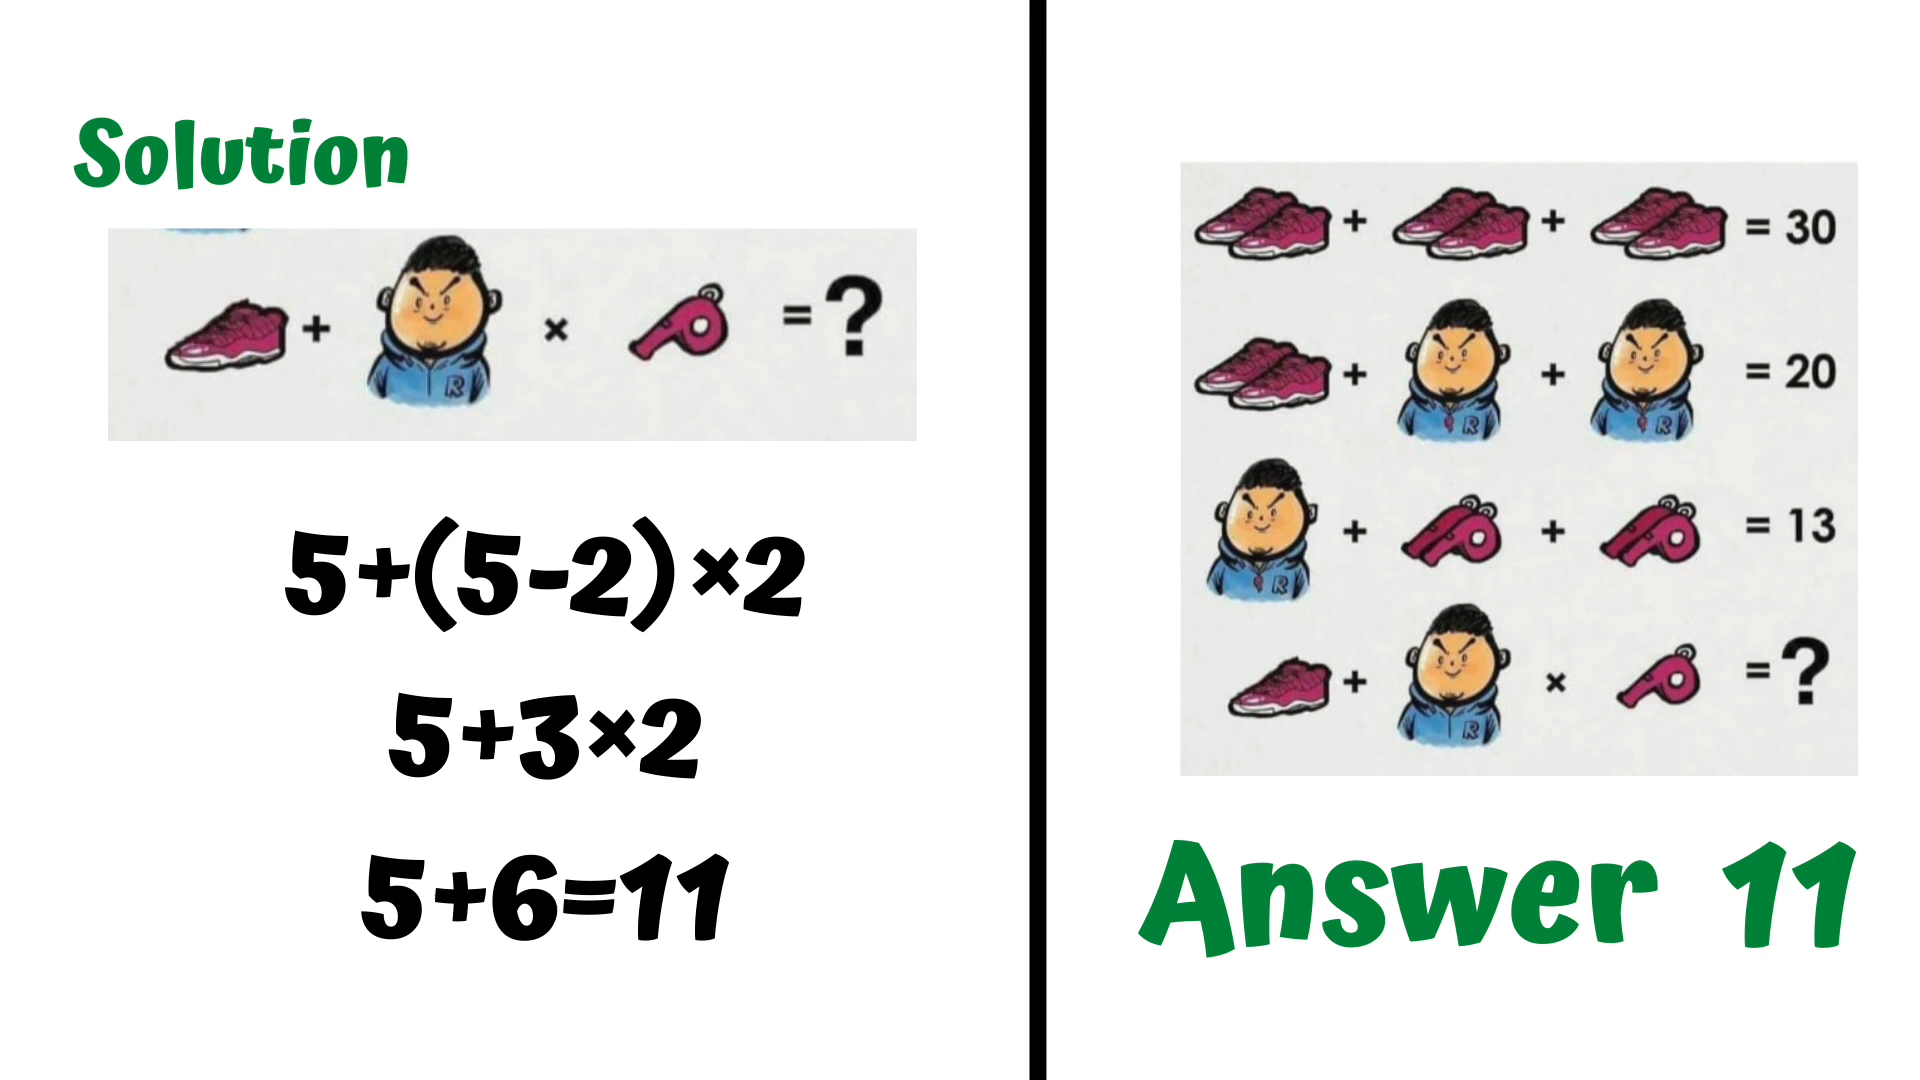 Solution
+ R × = ?
5+(5-2)×2
5+3×2
5+6=11
+ + = 30
+ R + R = 20
R + + = 13
+ R × = ?
Answer 11